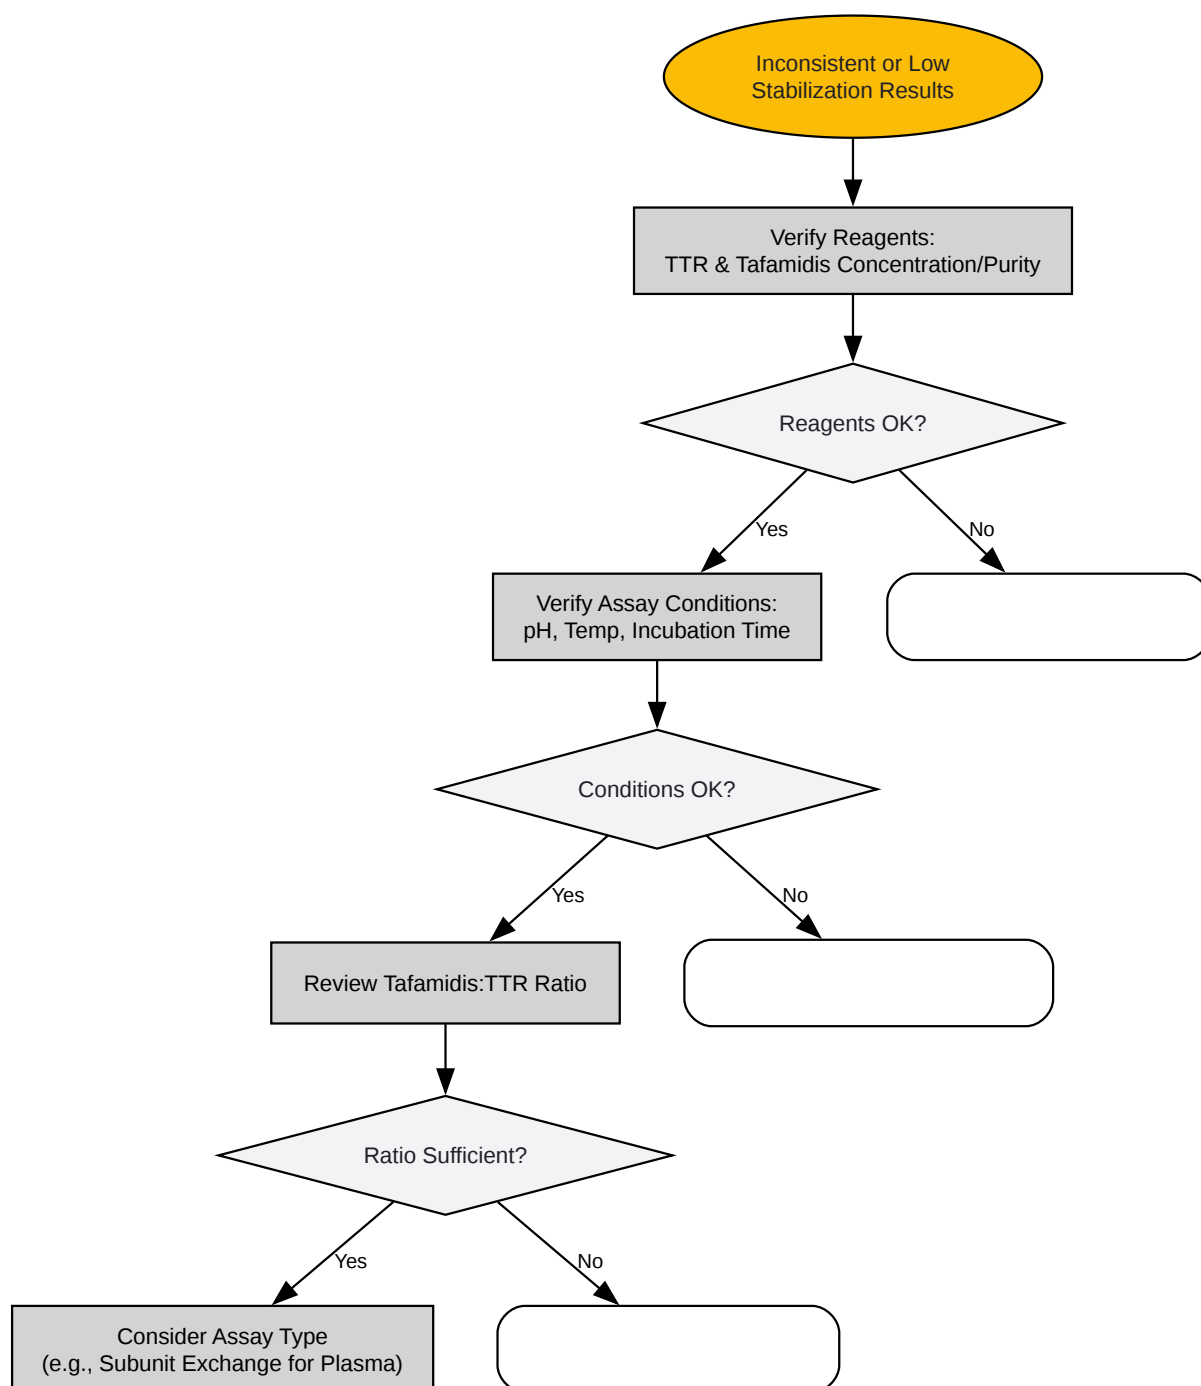 Inconsistent or Low
Stabilization Results
Verify Reagents:
TTR & Tafamidis Concentration/Purity
Reagents OK?
Yes
No
Verify Assay Conditions:
pH, Temp, Incubation Time
Conditions OK?
Yes
No
Review Tafamidis:TTR Ratio
Ratio Sufficient?
Yes
No
Consider Assay Type
(e.g., Subunit Exchange for Plasma)